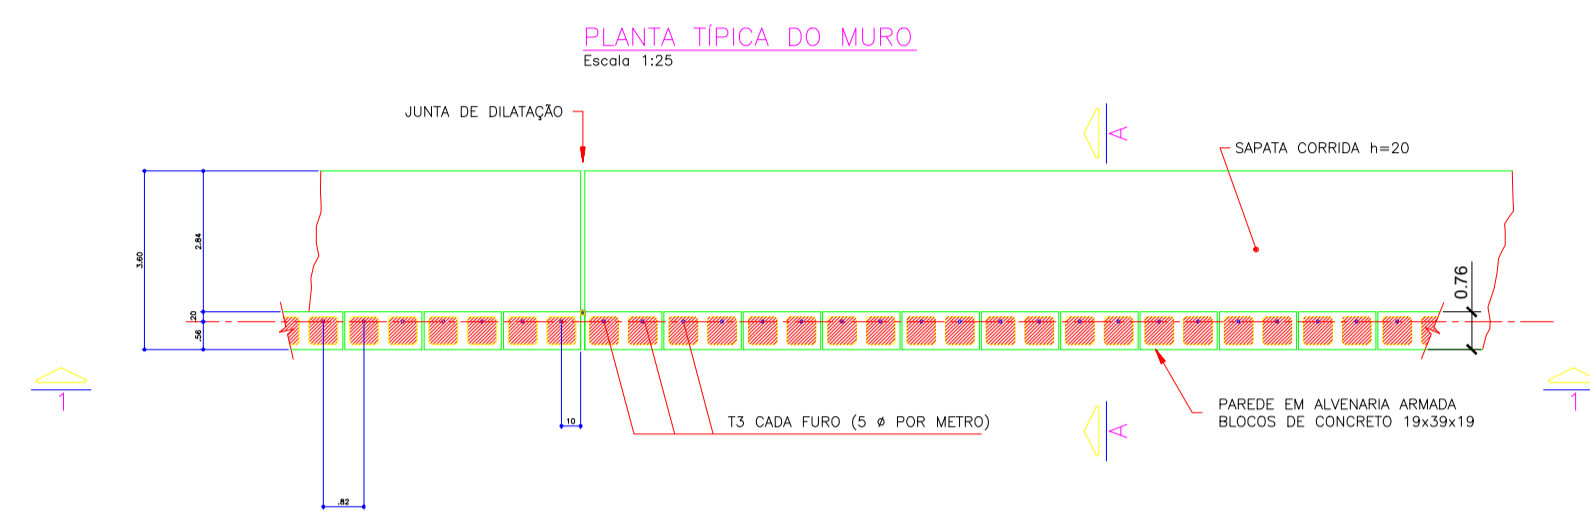 PLANTA TÍPICA DO MURO
Escala 1:25
JUNTA DE DILATAÇÃO
A
SAPATA CORRIDA h=20
3.60
2.84
.20
.56
0.76
1
10
T3 CADA FURO (5 ø POR METRO)
A
PAREDE EM ALVENARIA ARMADA
BLOCOS DE CONCRETO 19x39x19
1
.82